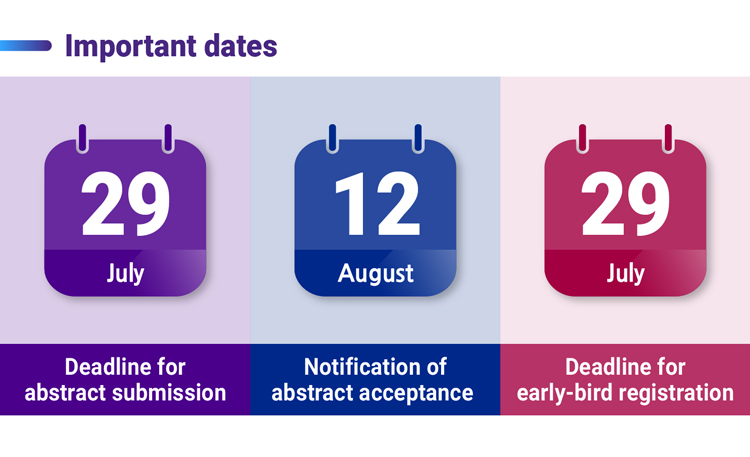 Important dates
29
July
Deadline for
abstract submission
12
August
Notification of
abstract acceptance
29
July
Deadline for
early-bird registration